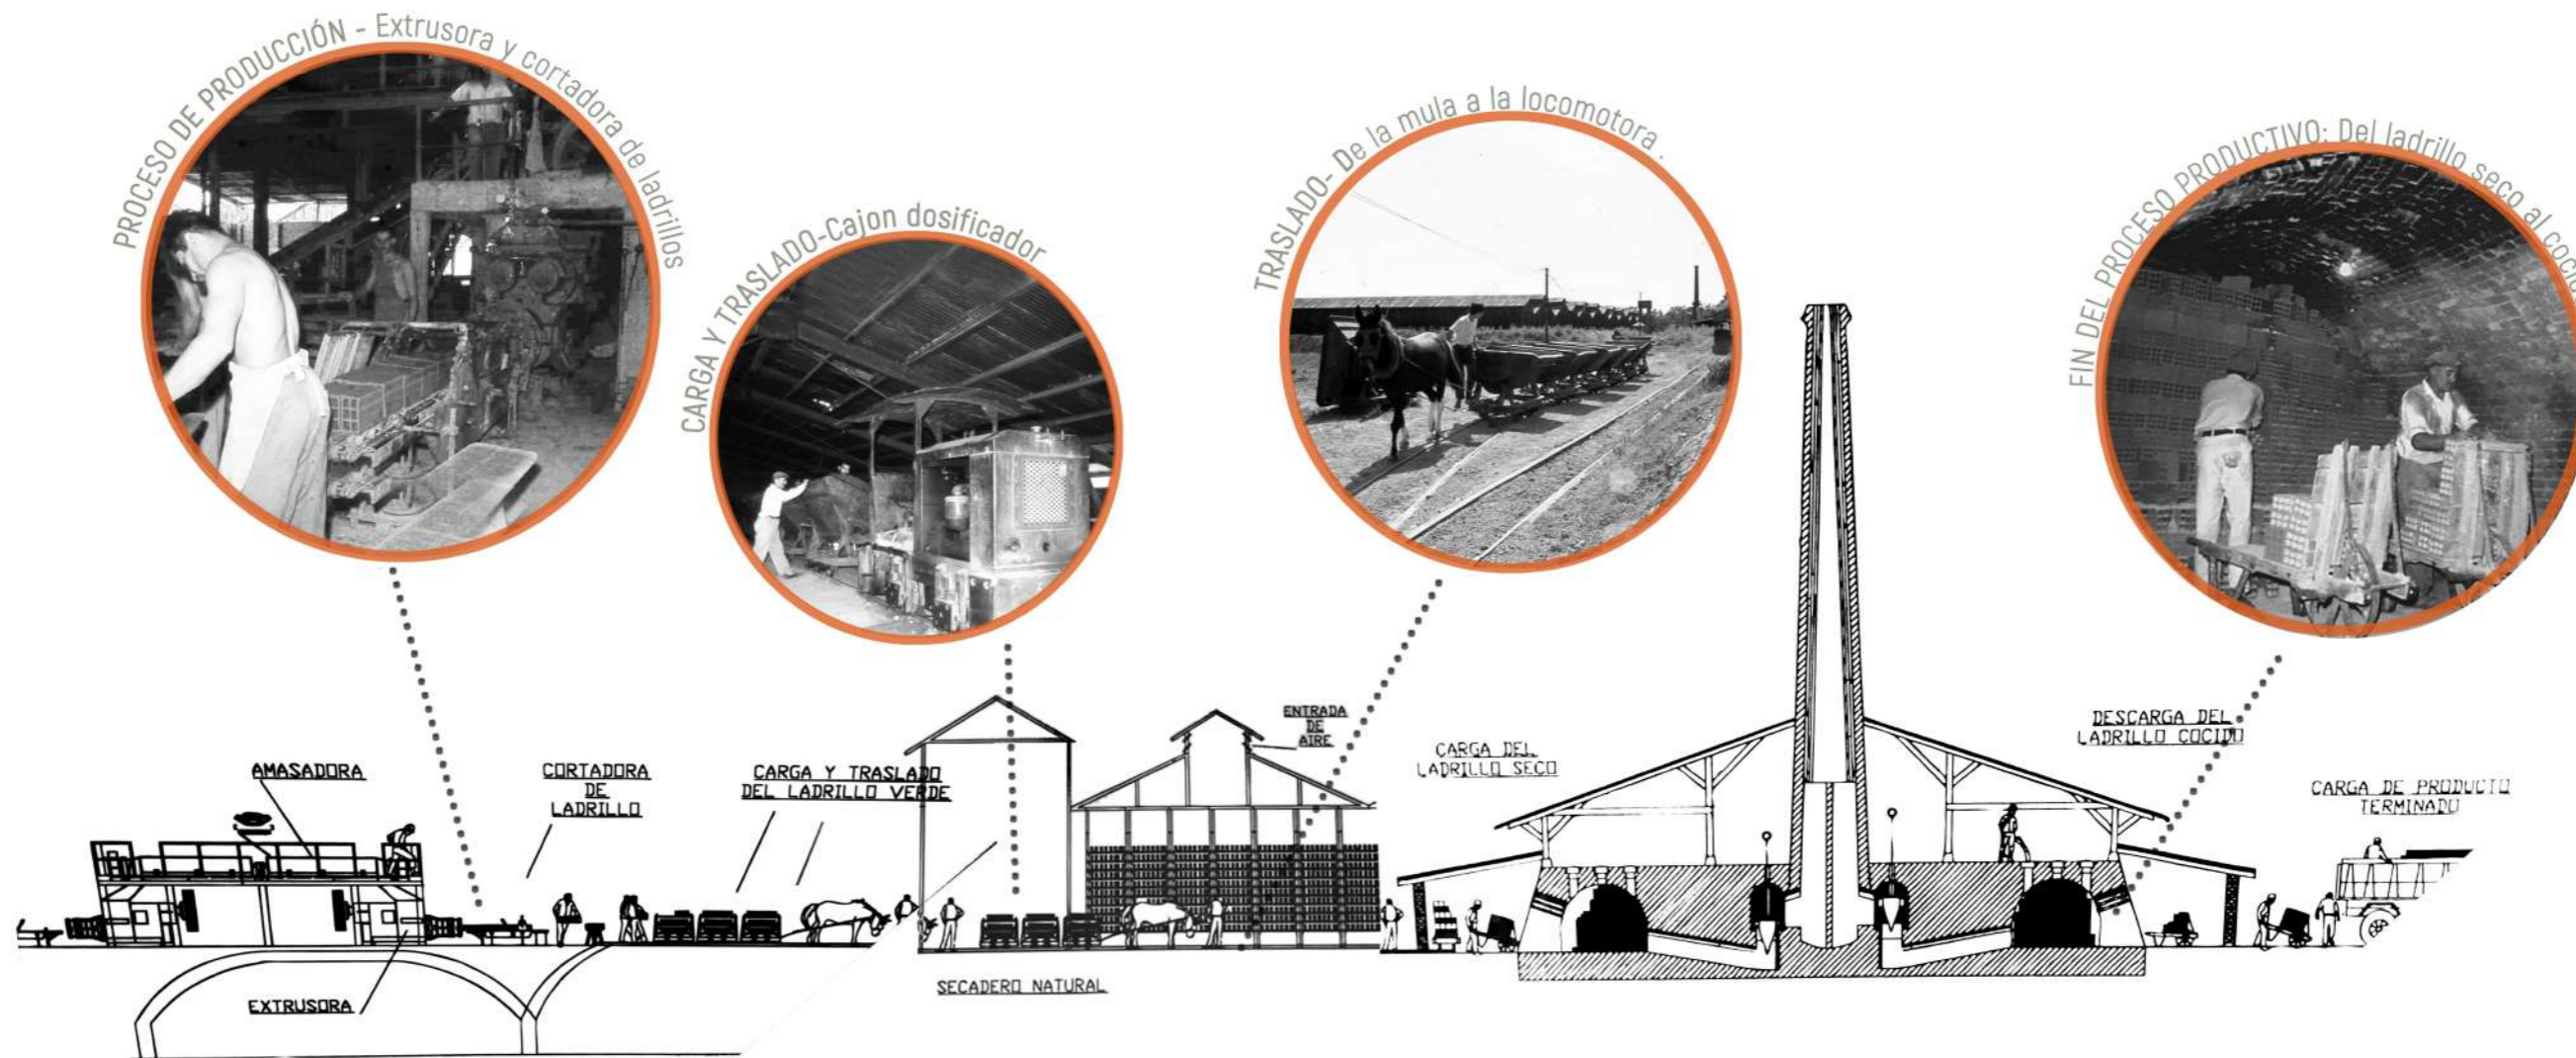 PROCESO DE PRODUCCIÓN - Extrusora y cortadora de ladrillos
CARGA Y TRASLADO-Cajon dosificador
TRASLADO- De la mula a la locomotora .
FIN DEL PROCESO PRODUCTIVO: Del ladrillo seco al cocido
AMASADORA
CORTADORA
DE
LADRILLO
CARGA Y TRASLADO
DEL LADRILLO VERDE
ENTRADA
DE
AIRE
CARGA DEL
LADRILLO SECO
DESCARGA DEL
LADRILLO COCIDO
CARGA DE PRODUCTO
TERMINADO
EXTRUSORA
SECADERO NATURAL